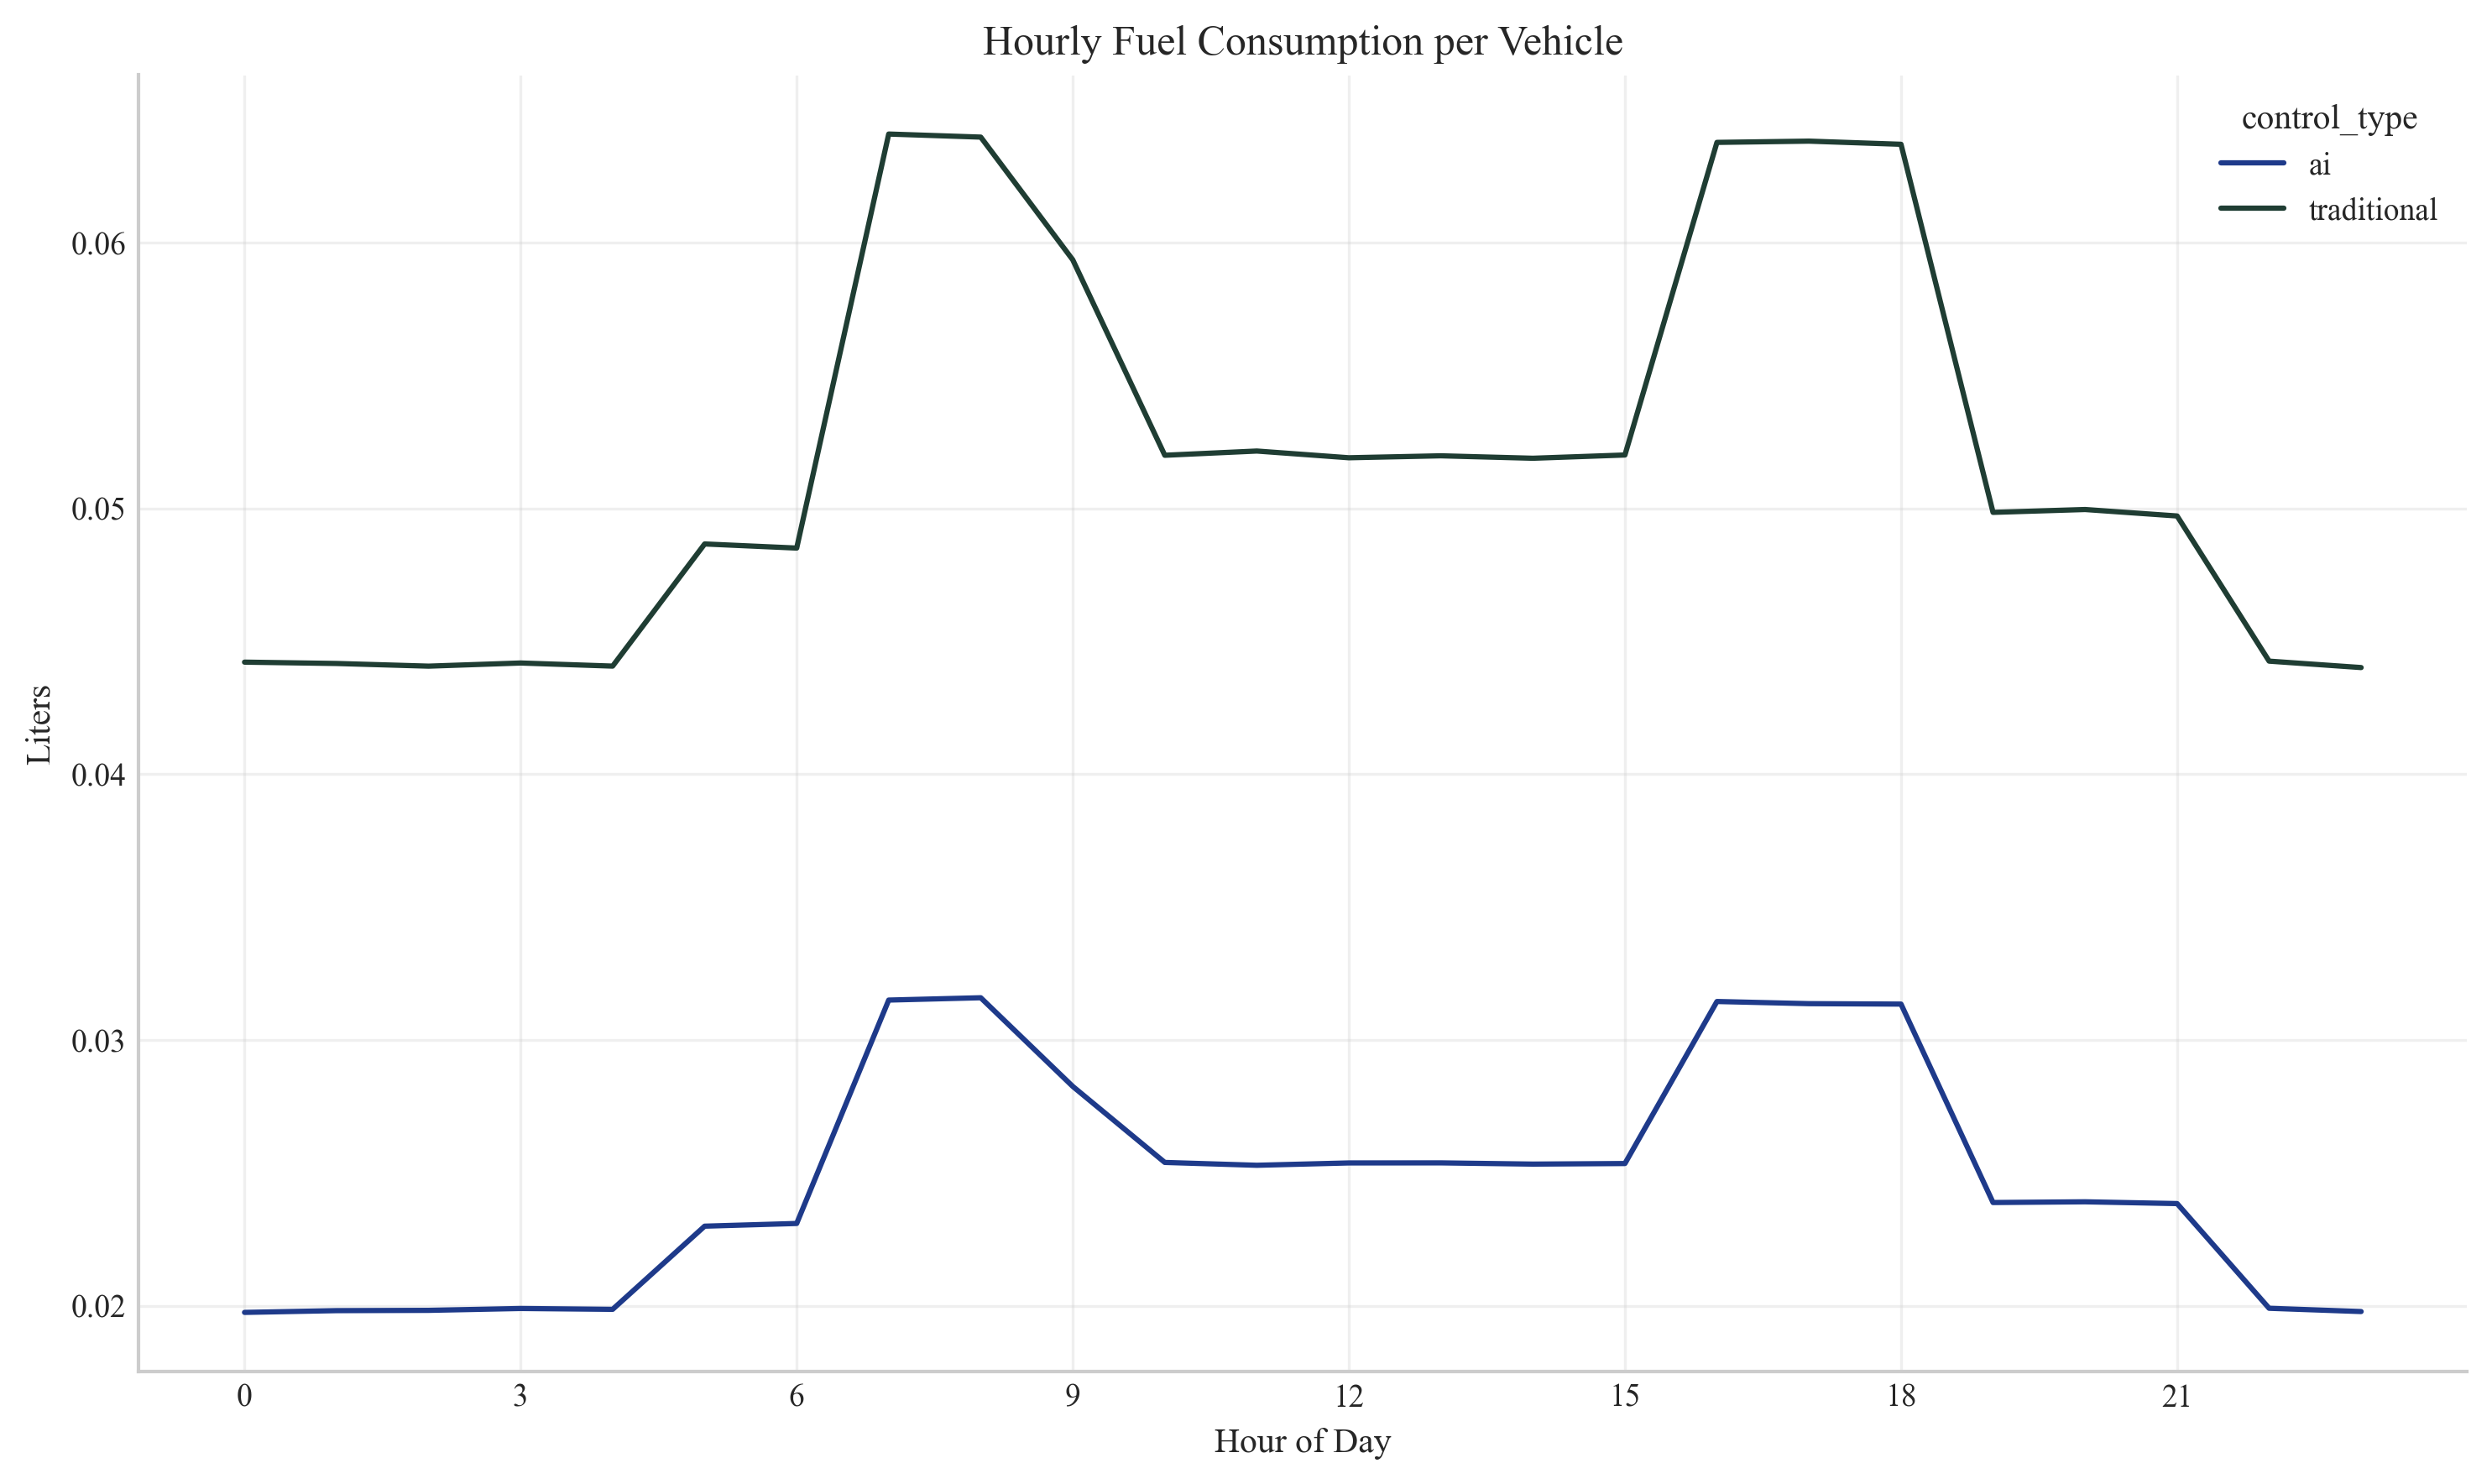 Hourly Fuel Consumption per Vehicle
control_type
ai
traditional
0.06
0.05
0.04
0.03
0.02
Liters
0
3
6
9
12
15
18
21
Hour of Day